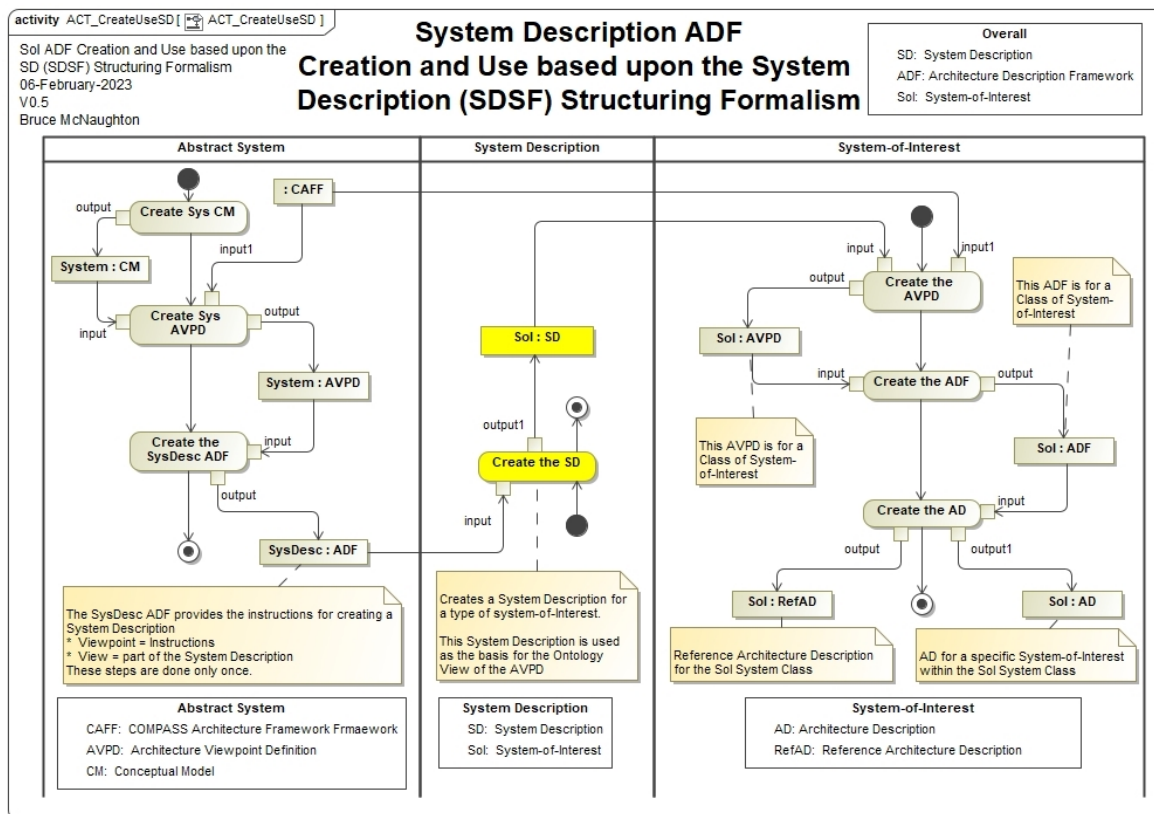 activity ACT_CreateUseSD [ ACT_CreateUseSD ]
SoI ADF Creation and Use based upon the
SD (SDSF) Structuring Formalism
06-February-2023
V0.5
Bruce McNaughton
System Description ADF
Creation and Use based upon the System
Description (SDSF) Structuring Formalism
Overall
SD: System Description
ADF: Architecture Description Framework
SoI: System-of-Interest
Abstract System
System Description
System-of-Interest
: CAFF
output
Create Sys CM
input1
System : CM
Create Sys
AVPD
input
output
System : AVPD
Create the
SysDesc ADF
input
output
SysDesc : ADF
The SysDesc ADF provides the instructions for creating a
System Description
* Viewpoint = Instructions
* View = part of the System Description
These steps are done only once.
Abstract System
CAFF: COMPASS Architecture Framework Frmaework
AVPD: Architecture Viewpoint Definition
CM: Conceptual Model
SoI : SD
output1
Create the SD
input
Creates a System Description for
a type of system-of-Interest.
This System Description is used
as the basis for the Ontology
View of the AVPD
System Description
SD: System Description
SoI: System-of-Interest
input
input1
output
Create the
AVPD
This ADF is for a
Class of System-
of-Interest
SoI : AVPD
input
Create the ADF
output
This AVPD is for a
Class of System-
of-Interest
SoI : ADF
input
Create the AD
output
output1
SoI : RefAD
SoI : AD
Reference Architecture Description
for the SoI System Class
AD for a specific System-of-Interest
within the SoI System Class
System-of-Interest
AD: Architecture Description
RefAD: Reference Architecture Description